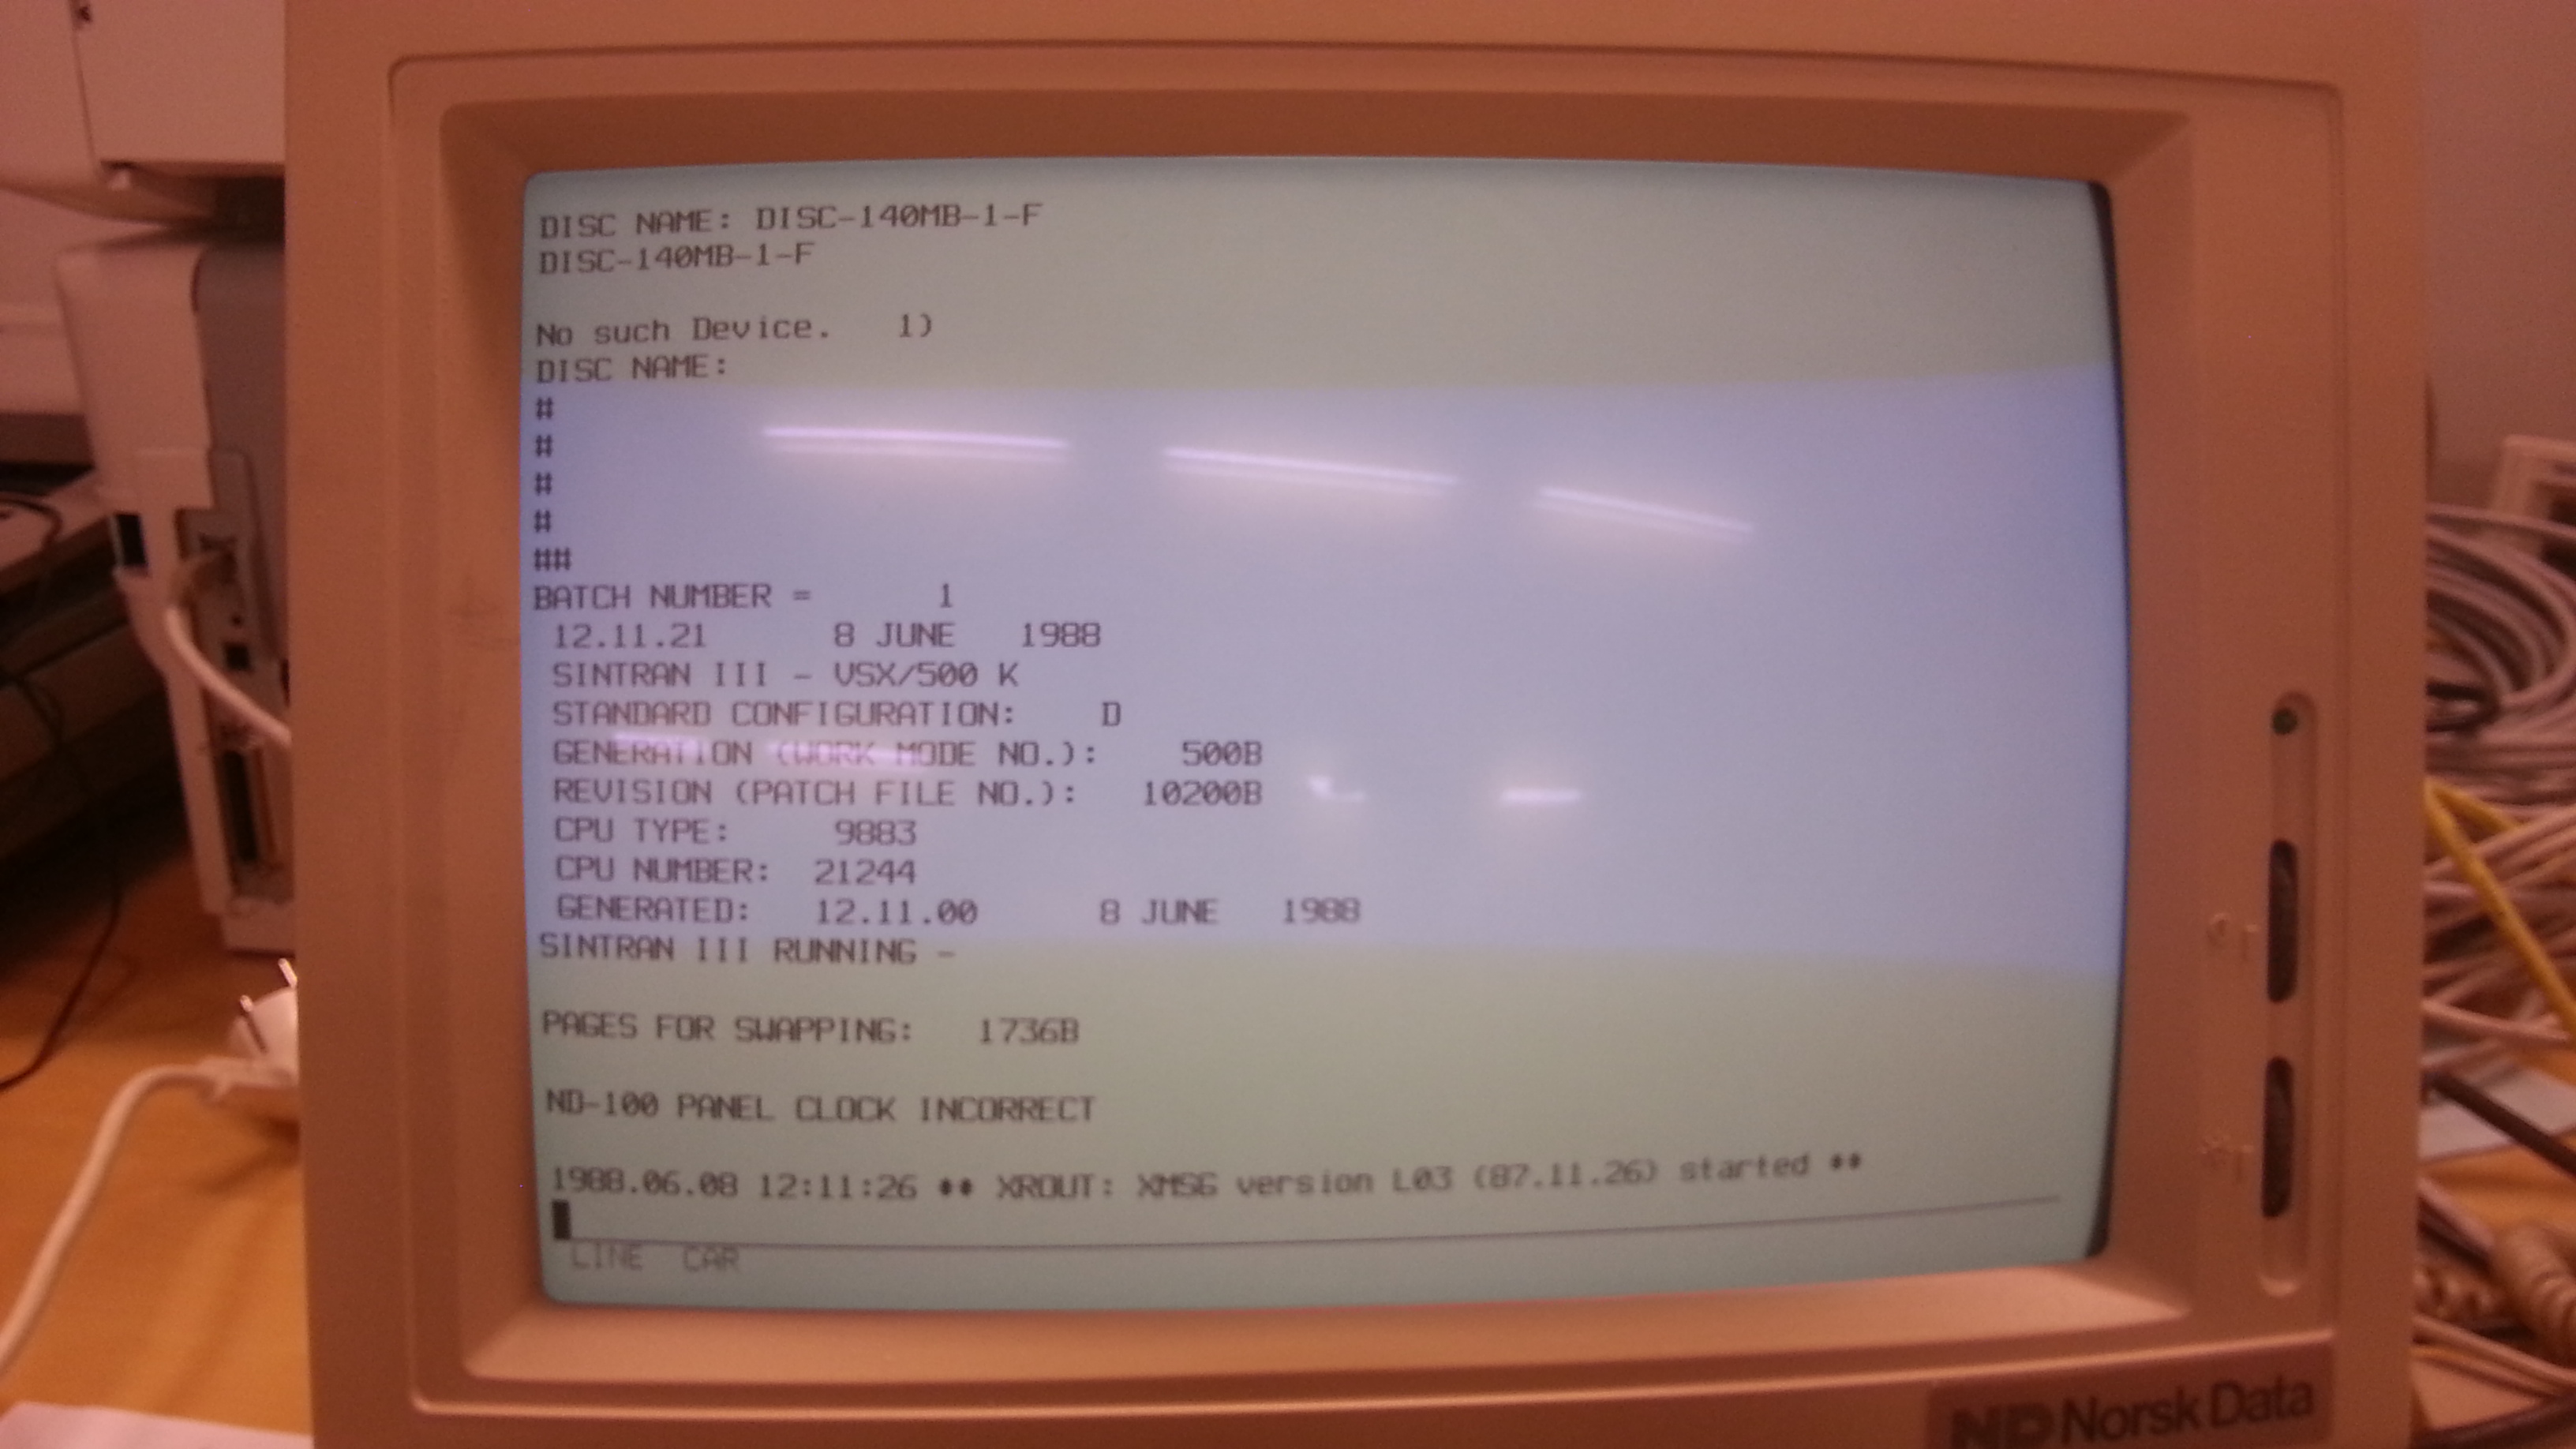 DISC NAME: DISC-140MB-1-F
DISC-140MB-1-F
No such Device.   1)
DISC NAME:
#
#
#
#
##
BATCH NUMBER =       1
12.11.21      8 JUNE   1988
SINTRAN III - VSX/500 K
STANDARD CONFIGURATION:    D
GENERATION (WORK MODE NO.):    500B
REVISION (PATCH FILE NO.):   10200B
CPU TYPE:     9883
CPU NUMBER:  21244
GENERATED:   12.11.00      8 JUNE   1988
SINTRAN III RUNNING -
PAGES FOR SWAPPING:   1736B
ND-100 PANEL CLOCK INCORRECT
1988.06.08 12:11:26 ** XROUT: XMSG version L03 (87.11.26) started **
LINE  CAR
ND Norsk Data